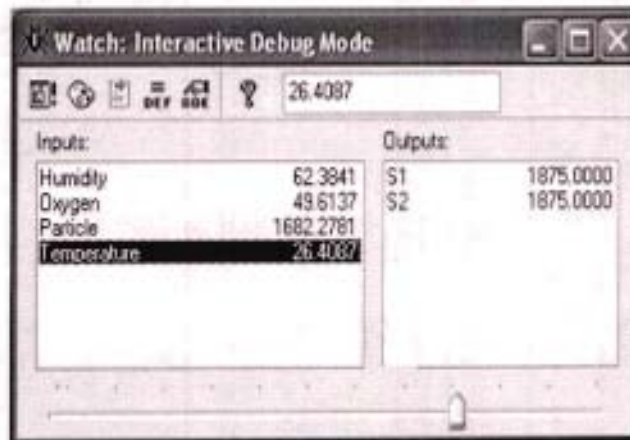 Watch: Interactive Debug Mode
DEF 26.4087
Inputs:
Humidity 62.3841
Oxygen 49.6137
Particle 1682.2781
Temperature 26.4087
Outputs:
S1 1875.0000
S2 1875.0000